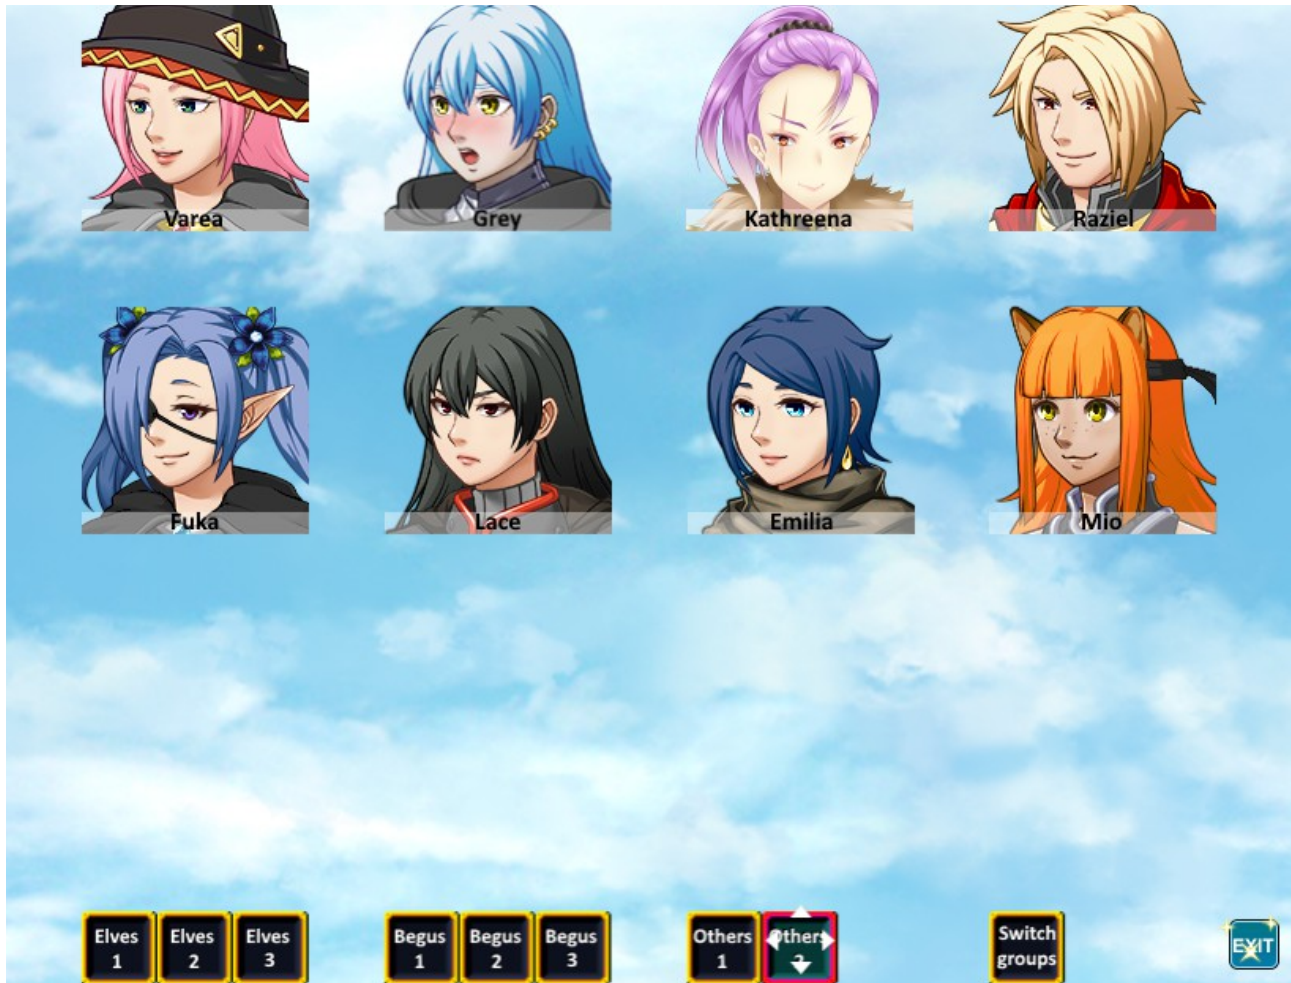 Varea
Grey
Kathreena
Raziel
Fuka
Lace
Emilia
Mio
Elves
1
Elves
2
Elves
3
Begus
1
Begus
2
Begus
3
Others
1
Others
Switch
groups
EXIT